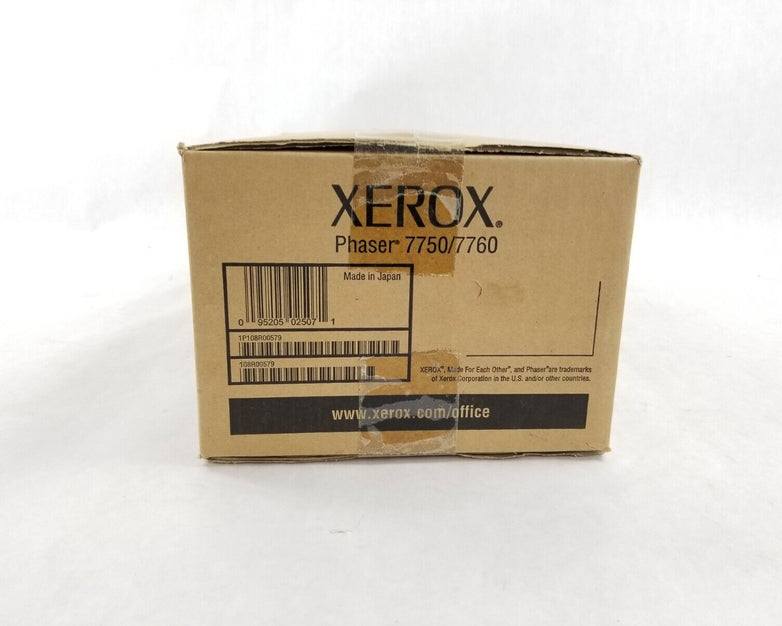 XEROX®
Phaser® 7750/7760
Made in Japan
0 95205 02507 1
1P108R00579
108R00579
XEROX®, Made For Each Other®, and Phaser® are trademarks
of Xerox Corporation in the U.S. and/or other countries.
www.xerox.com/office